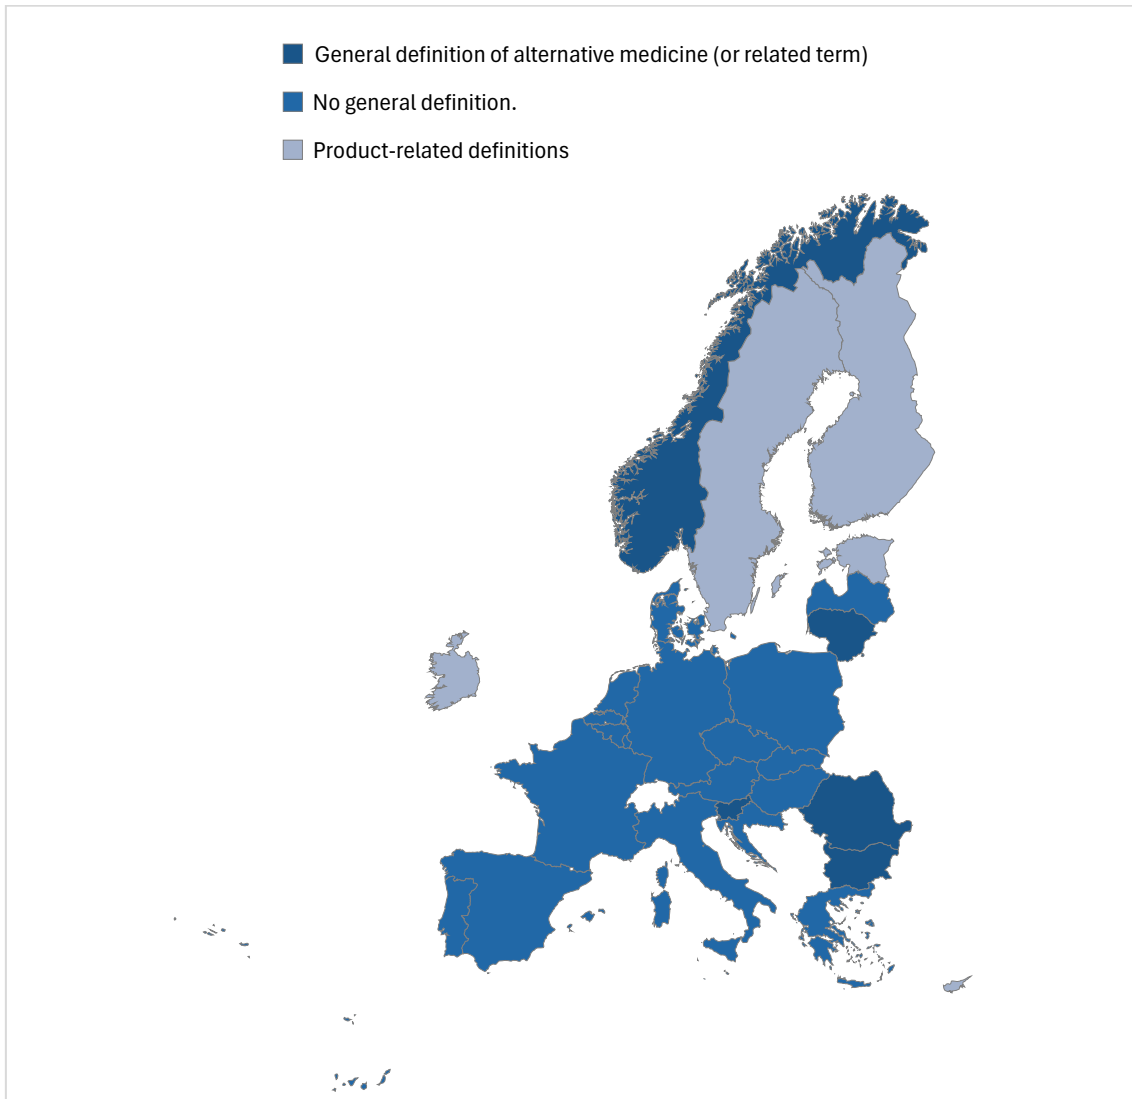 General definition of alternative medicine (or related term)
No general definition.
Product-related definitions